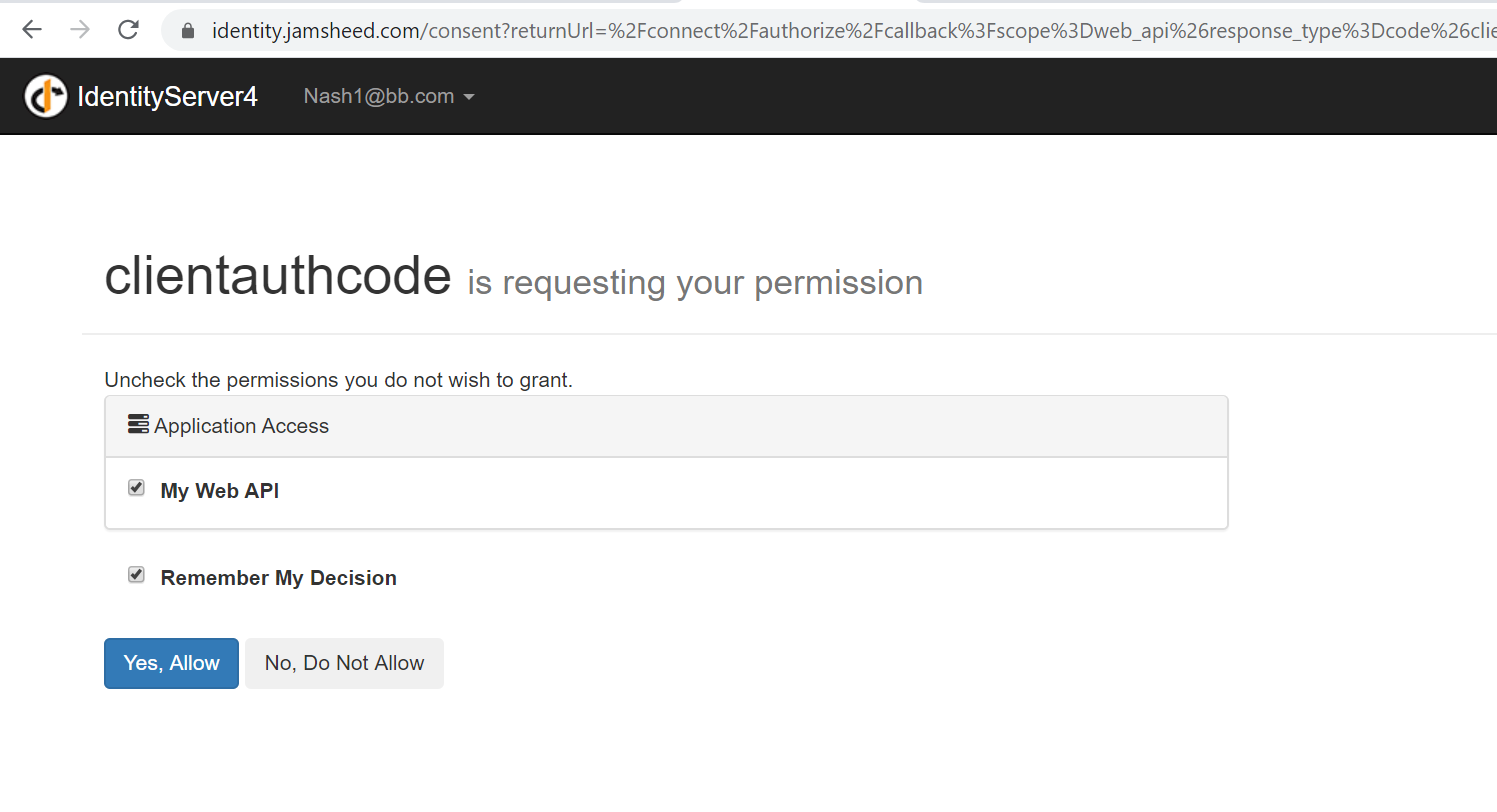 identity.jamsheed.com/consent?returnUrl=%2Fconnect%2Fauthorize%2Fcallback%3Fscope%3Dweb_api%26response_type%3Dcode%26clie
IdentityServer4 Nash1@bb.com
clientauthcode is requesting your permission
Uncheck the permissions you do not wish to grant.
Application Access
My Web API
Remember My Decision
Yes, Allow No, Do Not Allow